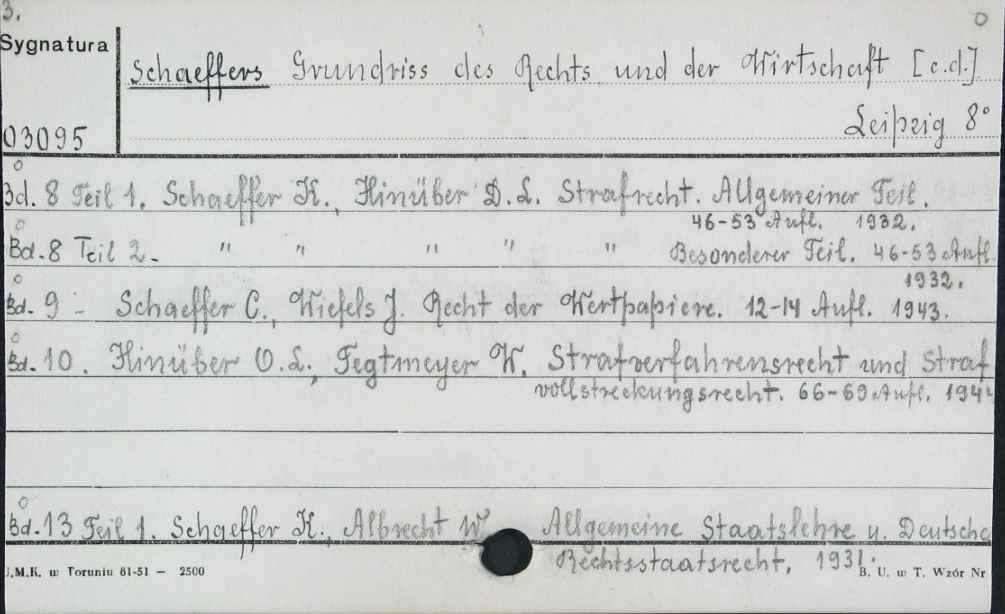 3.
Sygnatura
Schaeffers Grundriss des Rechts und der Wirtschaft [c.d.]
Leipzig 8°
03095
Bd. 8 Teil 1. Schaeffer K., Hinüber D.L. Strafrecht. Allgemeiner Teil.
46-53 Aufl. 1932.
Bd. 8 Teil 2. " " " " " Besonderer Teil. 46-53 Aufl.
1932.
Bd. 9 - Schaeffer C., Wiefels J. Recht der Wertpapiere. 12-14 Aufl. 1943.
Bd. 10. Hinüber O.L., Tegtmeyer W. Strafverfahrensrecht und Straf
vollstreckungsrecht. 66-69 Aufl. 194
Bd. 13 Teil 1. Schaeffer K., Albrecht W. Allgemeine Staatslehre u. Deutsche
Rechtsstaatsrecht, 1931.
J.M.K. w Toruniu 61-51 — 2500
B. U. w T. Wzór Nr